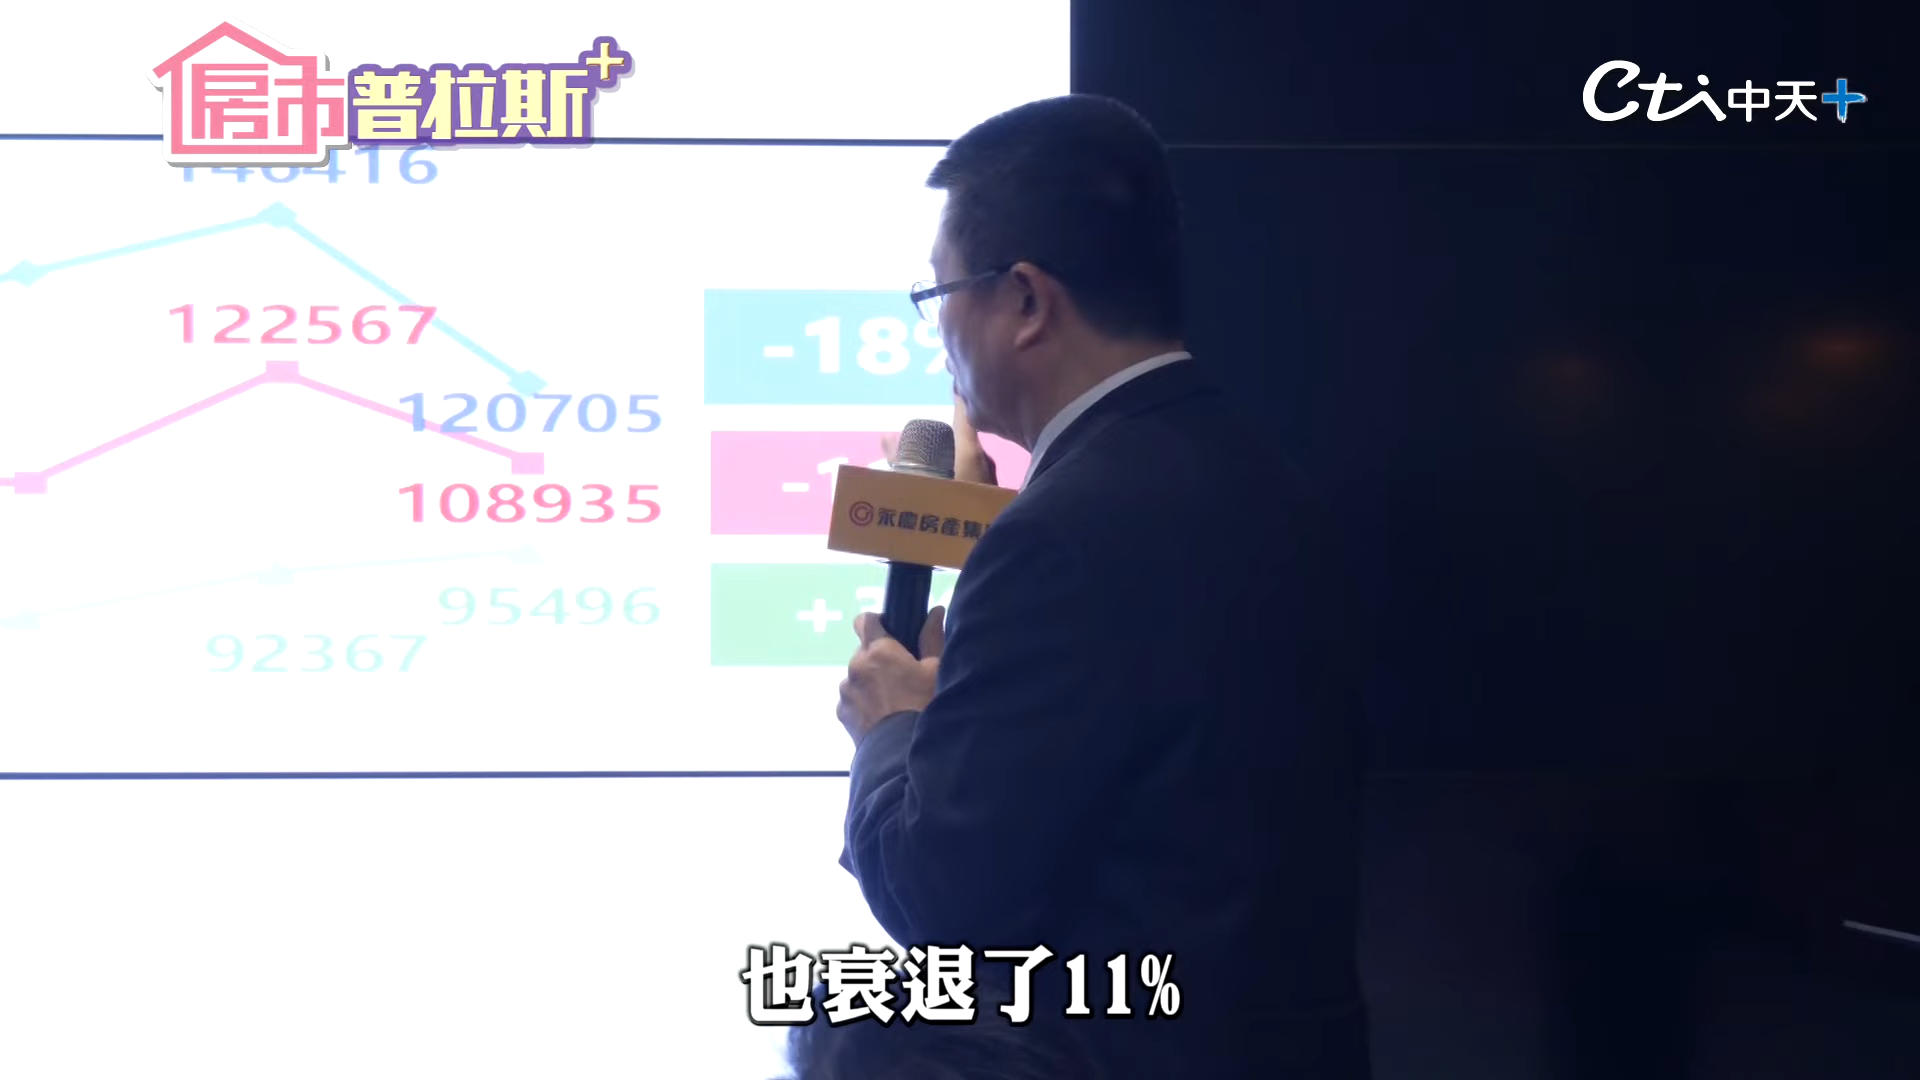 房市普拉斯+
Cti中天+
146416
122567
120705
108935
95496
92367
-18%
永慶房產集
也衰退了11%